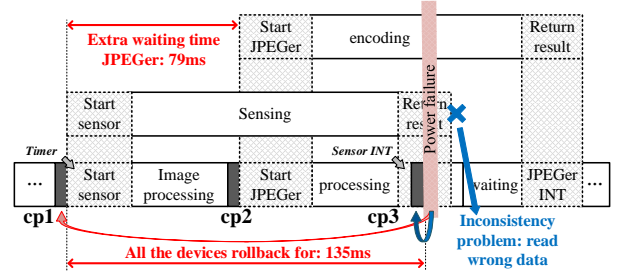 Extra waiting time
JPEGer: 79ms
Start
JPEGer
encoding
Return
result
Start
sensor
Sensing
Return
result
Power failure
Timer
Sensor INT
...
Start
sensor
Image
processing
Start
JPEGer
processing
waiting
JPEGer
INT
...
cp1
cp2
cp3
All the devices rollback for: 135ms
Inconsistency
problem: read
wrong data